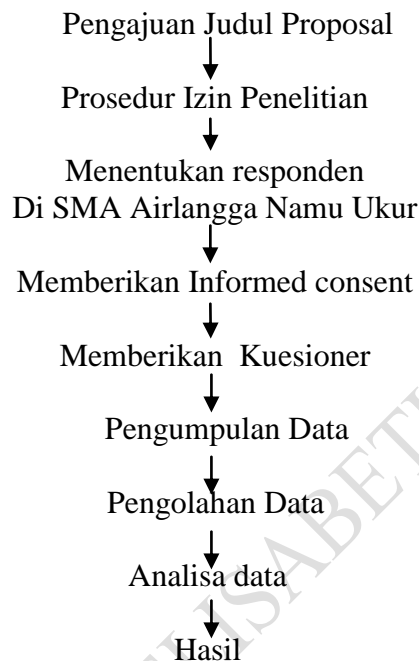 Pengajuan Judul Proposal
Prosedur Izin Penelitian
Menentukan responden
Di SMA Airlangga Namu Ukur
Memberikan Informed consent
Memberikan Kuesioner
Pengumpulan Data
Pengolahan Data
Analisa data
Hasil